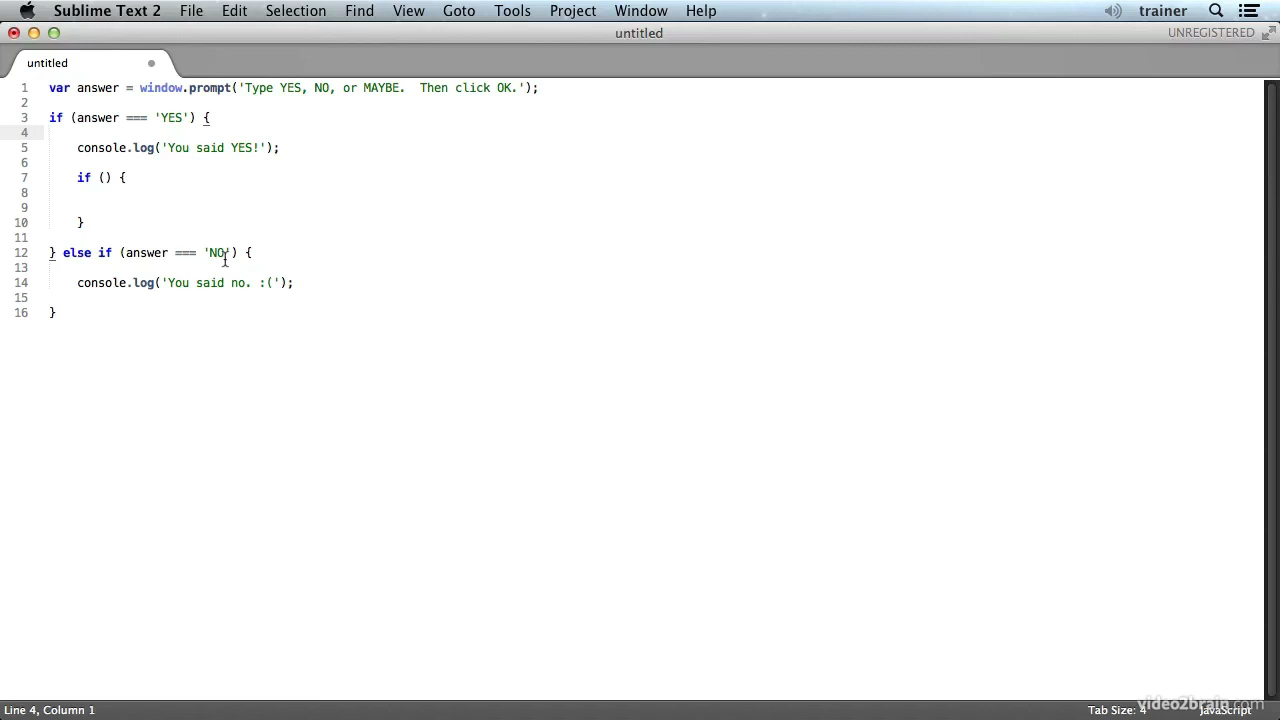 Sublime Text 2 File Edit Selection Find View Goto Tools Project Window Help trainer
untitled UNREGISTERED
untitled
1 var answer = window.prompt('Type YES, NO, or MAYBE.  Then click OK.');
2
3 if (answer === 'YES') {
4
5     console.log('You said YES!');
6
7     if () {
8
9
10     }
11
12 } else if (answer === 'NO') {
13
14     console.log('You said no. :(');
15
16 }
video2brain.com
Line 4, Column 1 Tab Size: 4 JavaScript